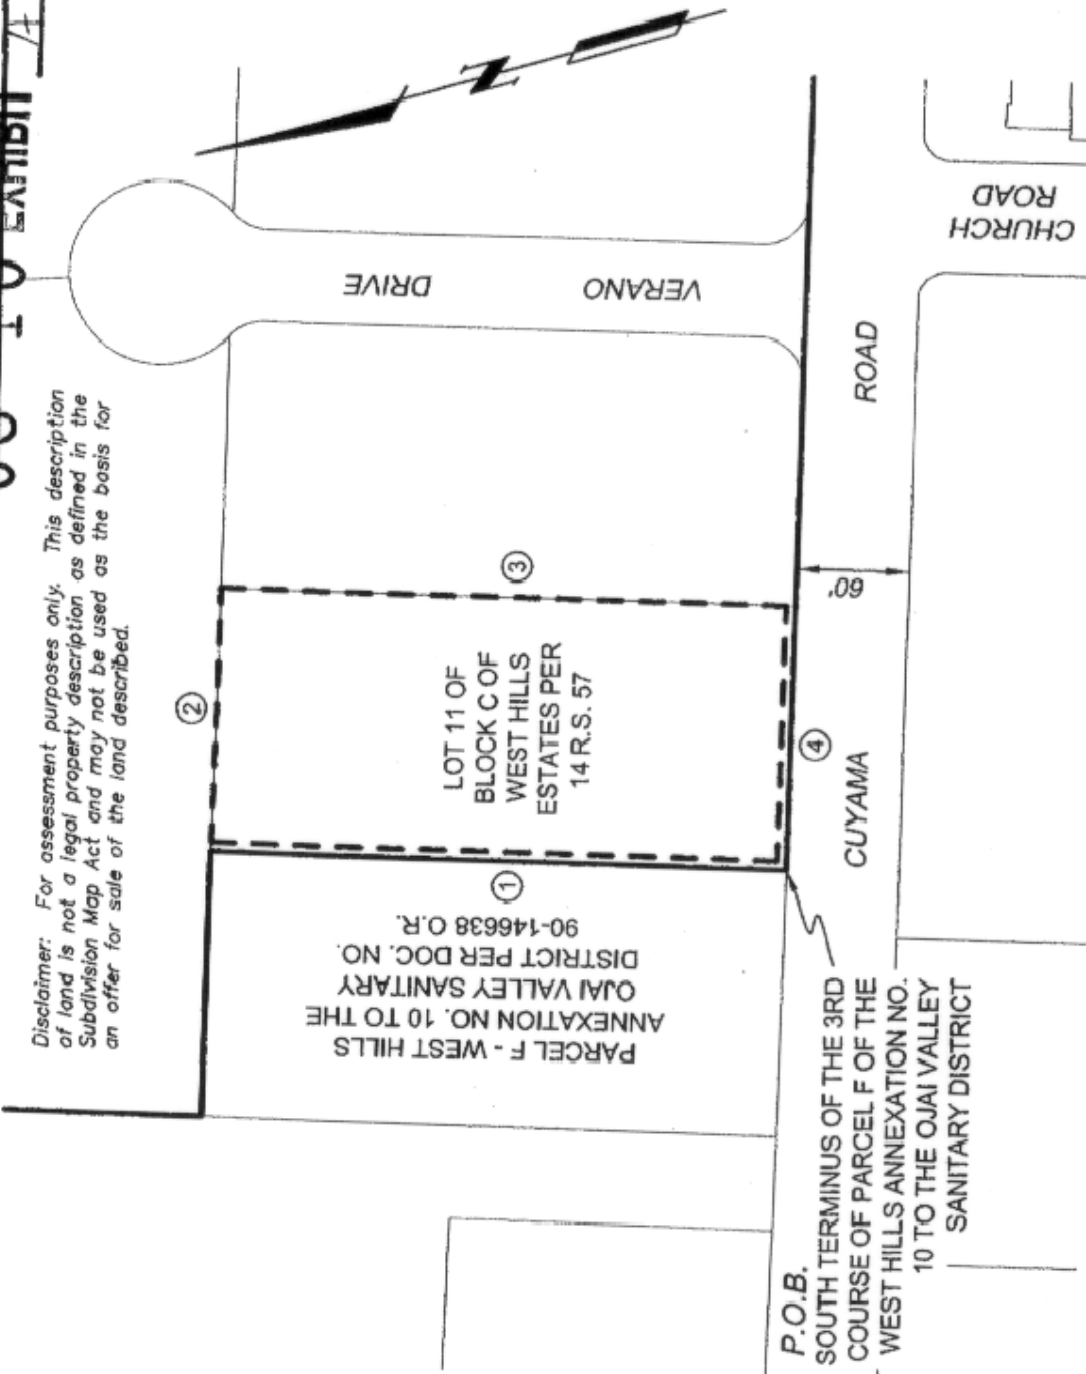 EXHIBIT
Disclaimer: For assessment purposes only. This description
of land is not a legal property description as defined in the
Subdivision Map Act and may not be used as the basis for
an offer for sale of the land described.
N
VERANO DRIVE
CHURCH
ROAD
CUYAMA ROAD
60'
1
2
3
4
LOT 11 OF
BLOCK C OF
WEST HILLS
ESTATES PER
14 R.S. 57
PARCEL F - WEST HILLS
ANNEXATION NO. 10 TO THE
OJAI VALLEY SANITARY
DISTRICT PER DOC. NO.
90-146638 O.R.
P.O.B.
SOUTH TERMINUS OF THE 3RD
COURSE OF PARCEL F OF THE
WEST HILLS ANNEXATION NO.
10 TO THE OJAI VALLEY
SANITARY DISTRICT